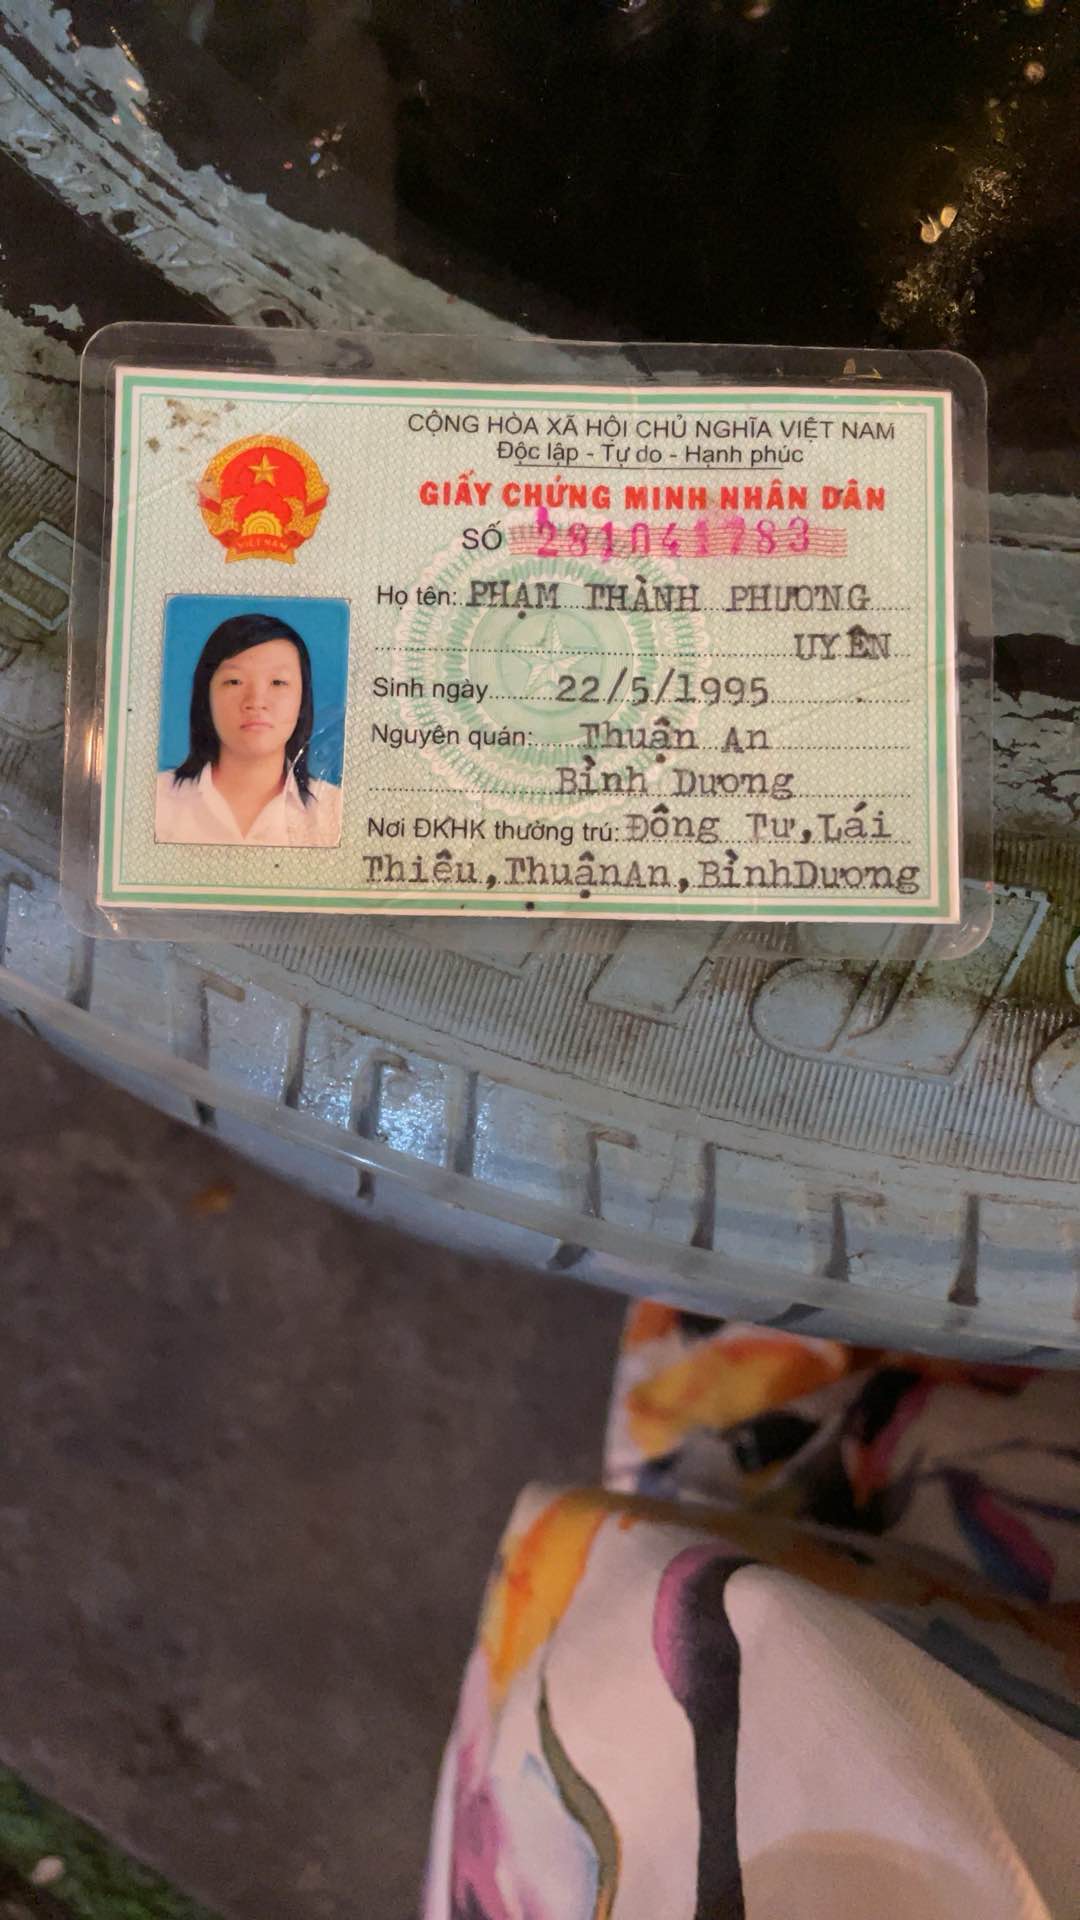 CỘNG HÒA XÃ HỘI CHỦ NGHĨA VIỆT NAM
Độc lập - Tự do - Hạnh phúc
GIẤY CHỨNG MINH NHÂN DÂN
SỐ 281041783
VIỆT NAM
Họ tên: PHẠM THÀNH PHƯƠNG
UYÊN
Sinh ngày 22/5/1995
Nguyên quán: Thuận An
Bình Dương
Nơi ĐKHK thường trú: Đông Tư, Lái
Thiêu, ThuậnAn, BìnhDương